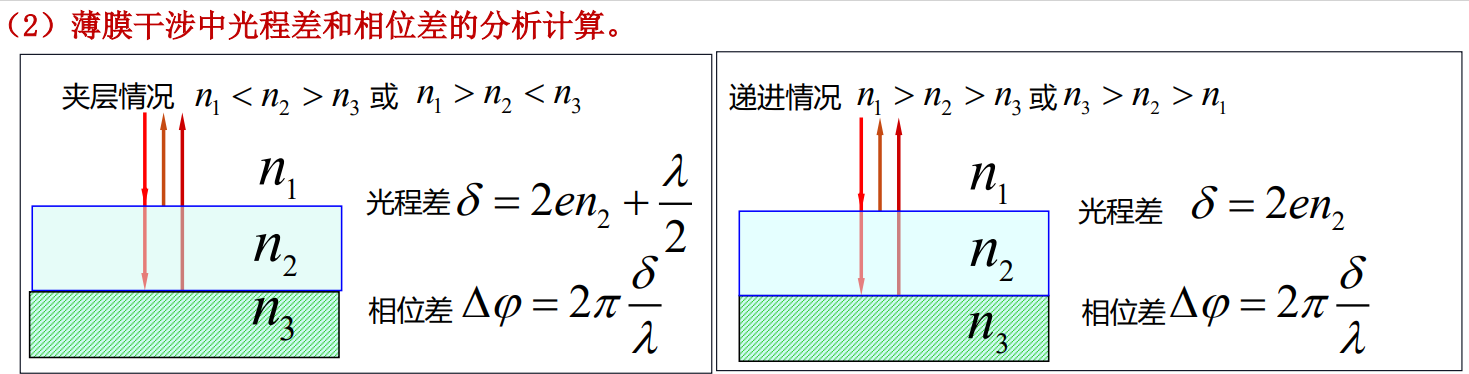 （2）薄膜干涉中光程差和相位差的分析计算。
夹层情况 n₁ < n₂ > n₃ 或 n₁ > n₂ < n₃
n₁
光程差 δ = 2en₂ + λ/2
n₂
相位差 Δφ = 2π δ/λ
n₃
递进情况 n₁ > n₂ > n₃ 或 n₃ > n₂ > n₁
n₁
光程差 δ = 2en₂
n₂
相位差 Δφ = 2π δ/λ
n₃